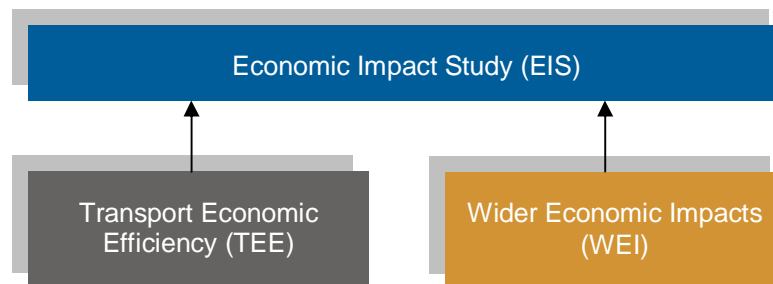 Economic Impact Study (EIS)
Transport Economic
Efficiency (TEE)
Wider Economic Impacts
(WEI)